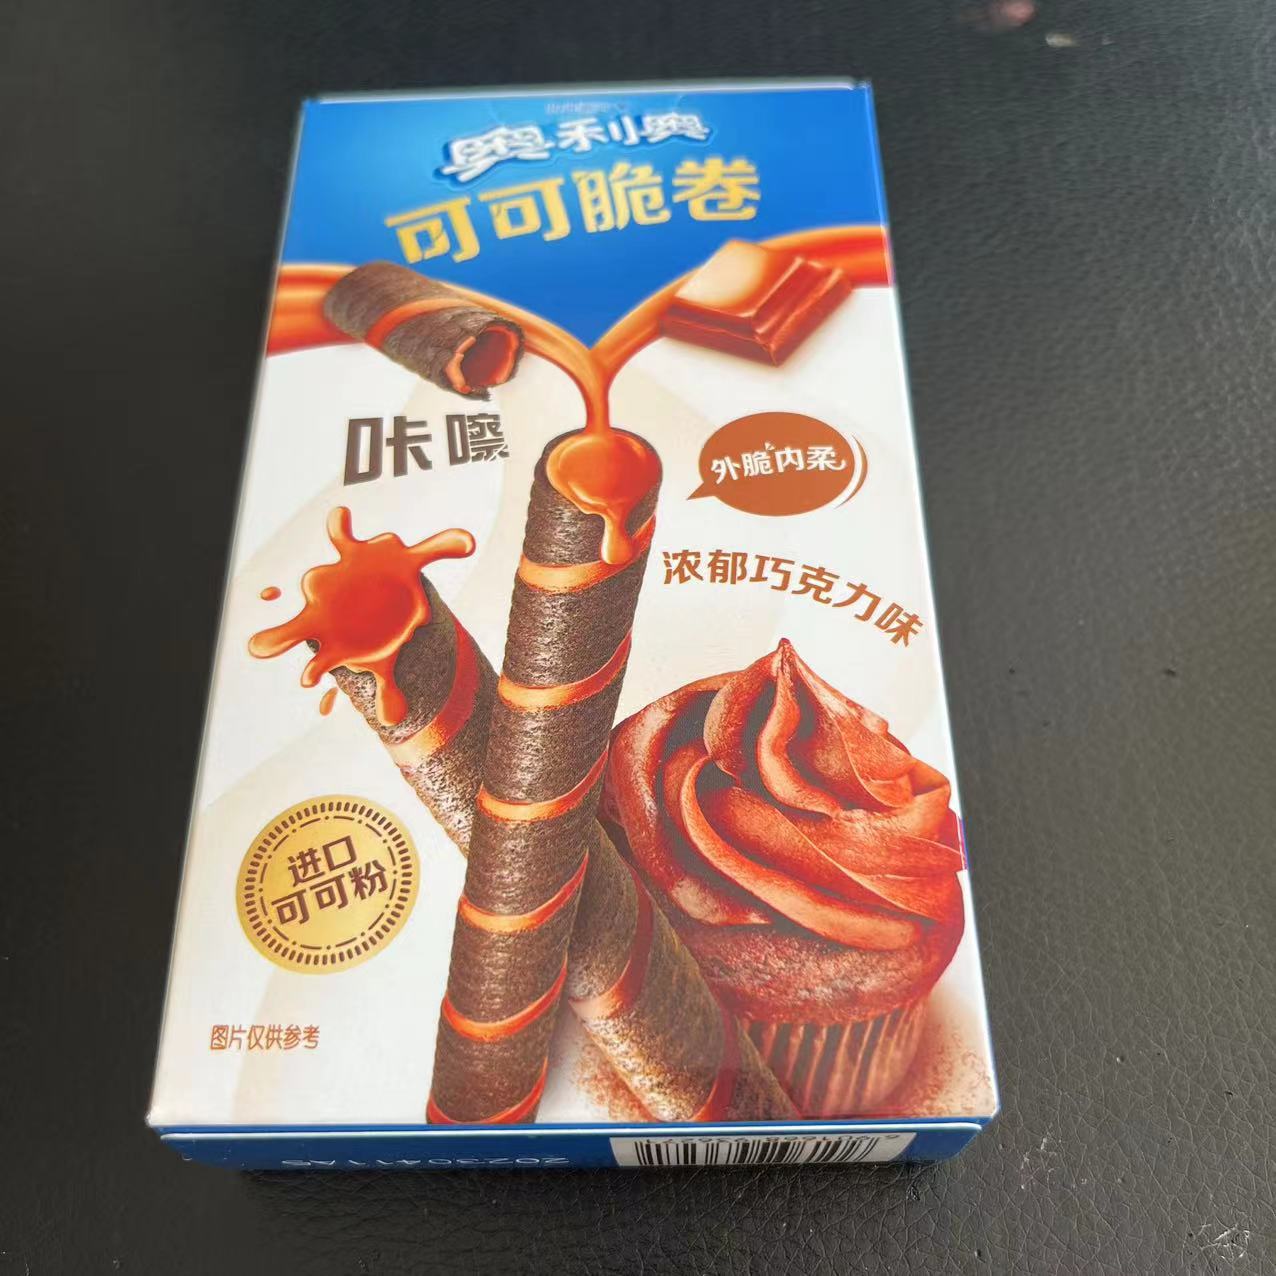 奥利奥
可可脆卷
咔嚓
外脆内柔
浓郁巧克力味
进口
可可粉
图片仅供参考
20230411AS